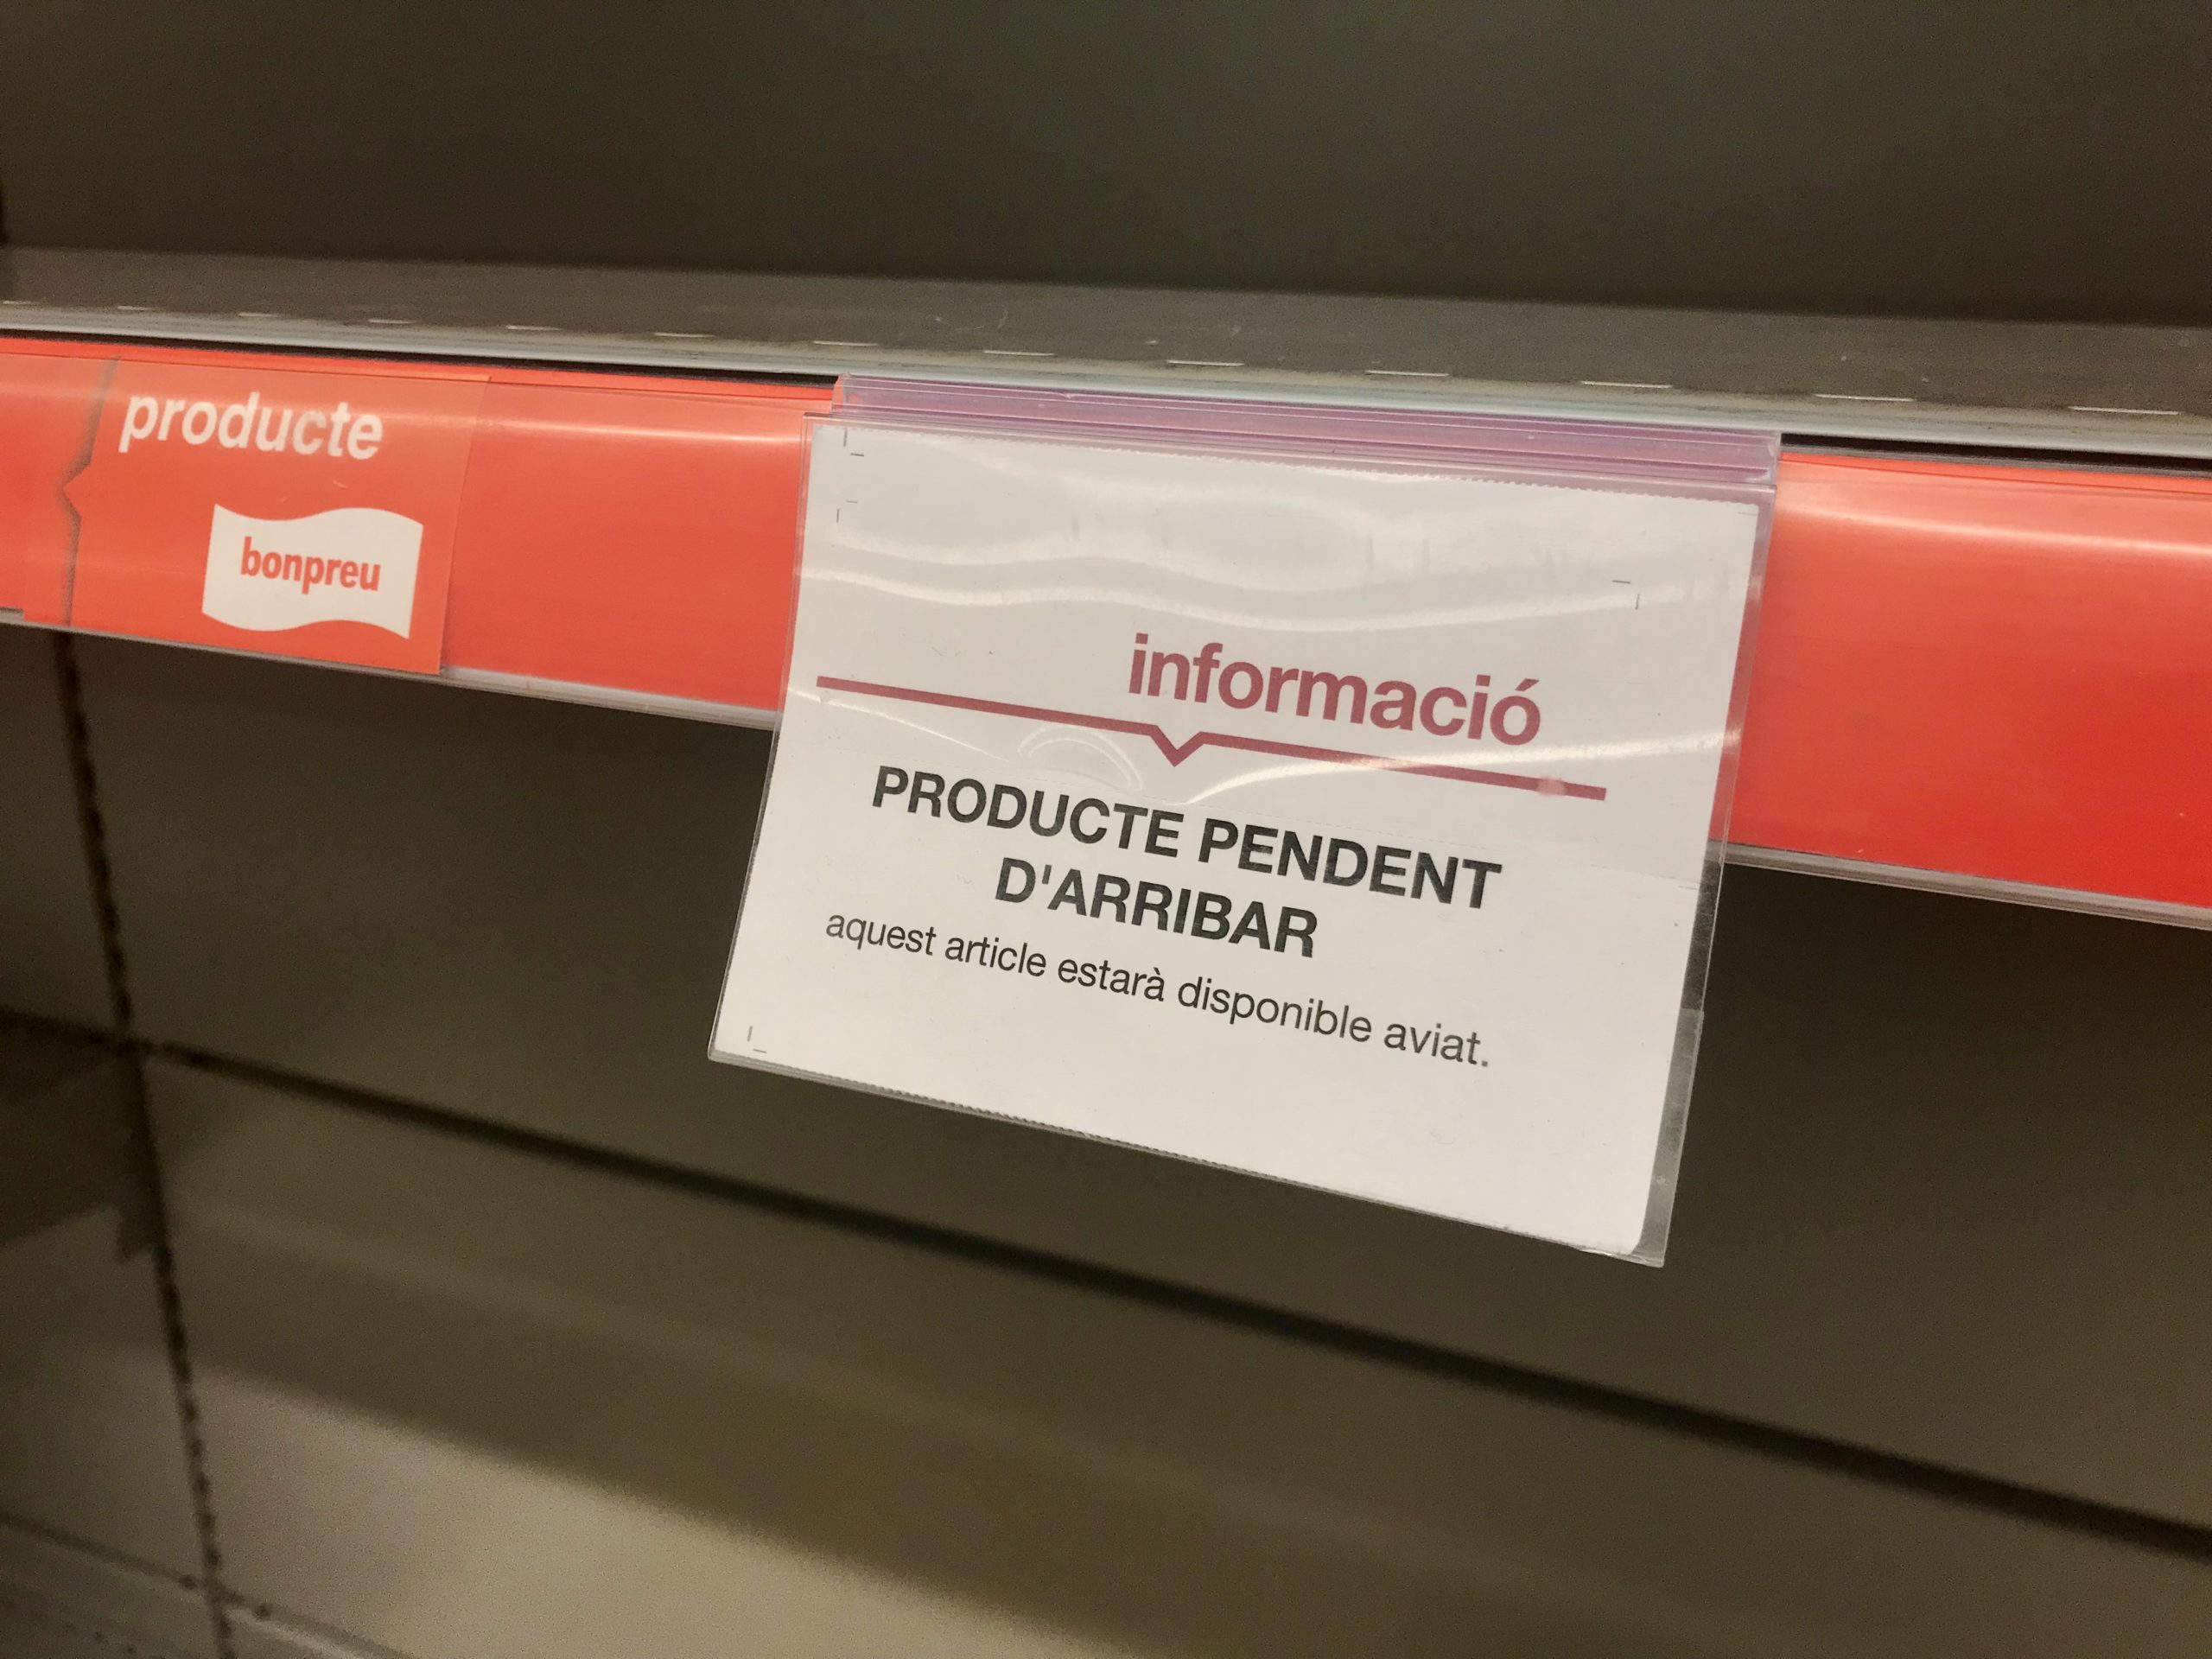 producte
bonpreu
informació
PRODUCTE PENDENT
D'ARRIBAR
aquest article estarà disponible aviat.